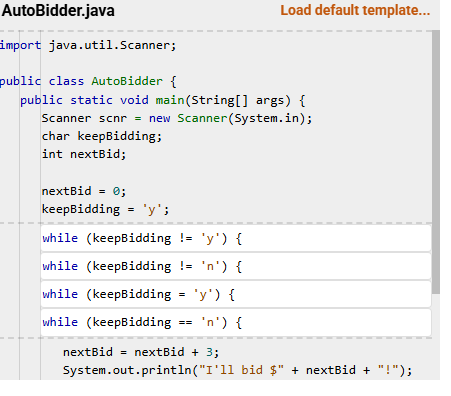 AutoBidder.java Load default template...
import java.util.Scanner;
public class AutoBidder {
public static void main(String[] args) {
Scanner scnr = new Scanner(System.in);
char keepBidding;
int nextBid;
nextBid = 0;
keepBidding = 'y';
while (keepBidding != 'y') {
while (keepBidding != 'n') {
while (keepBidding = 'y') {
while (keepBidding == 'n') {
nextBid = nextBid + 3;
System.out.println("I'll bid $" + nextBid + "!");